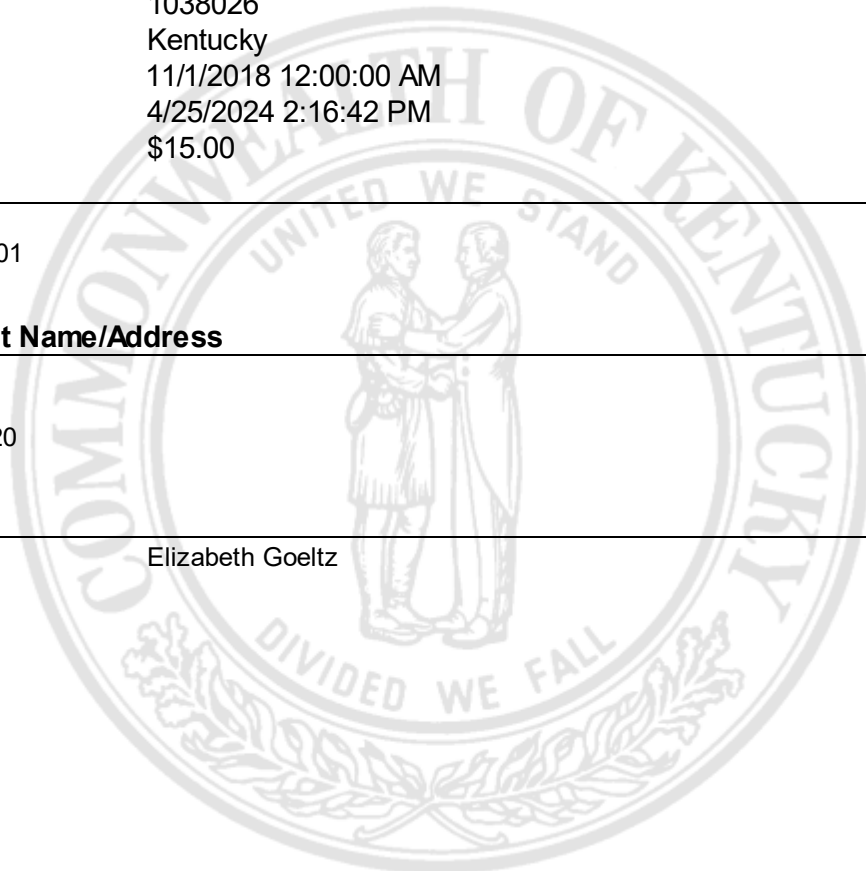 1038026
Kentucky
11/1/2018 12:00:00 AM
4/25/2024 2:16:42 PM
$15.00
01
t Name/Address
20
Elizabeth Goeltz
COMMONWEALTH OF KENTUCKY
UNITED WE STAND
DIVIDED WE FALL